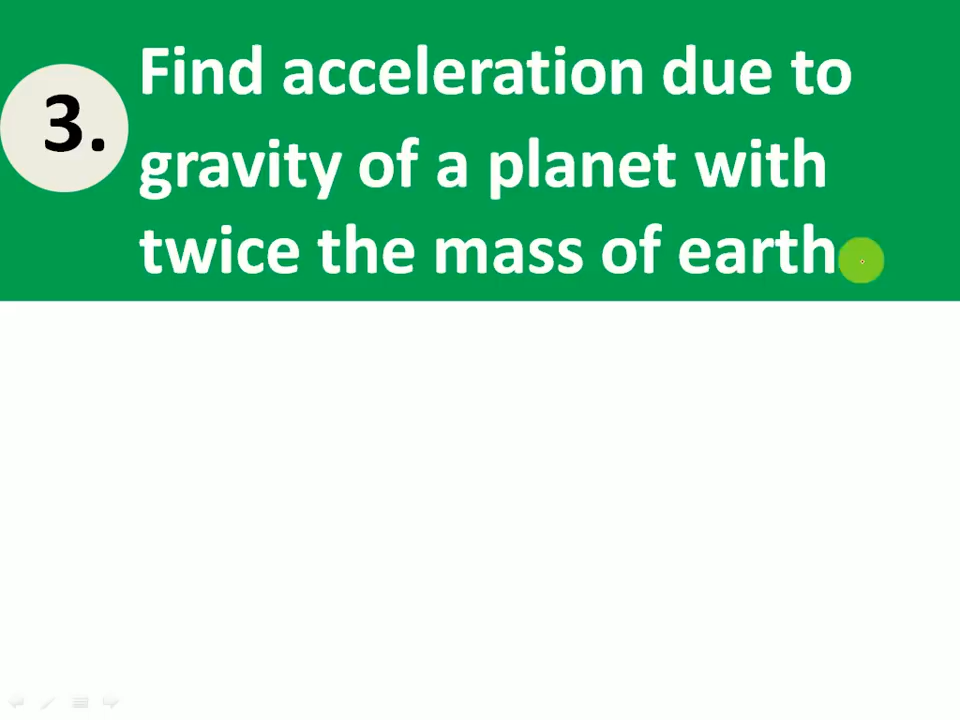 3.
Find acceleration due to
gravity of a planet with
twice the mass of earth